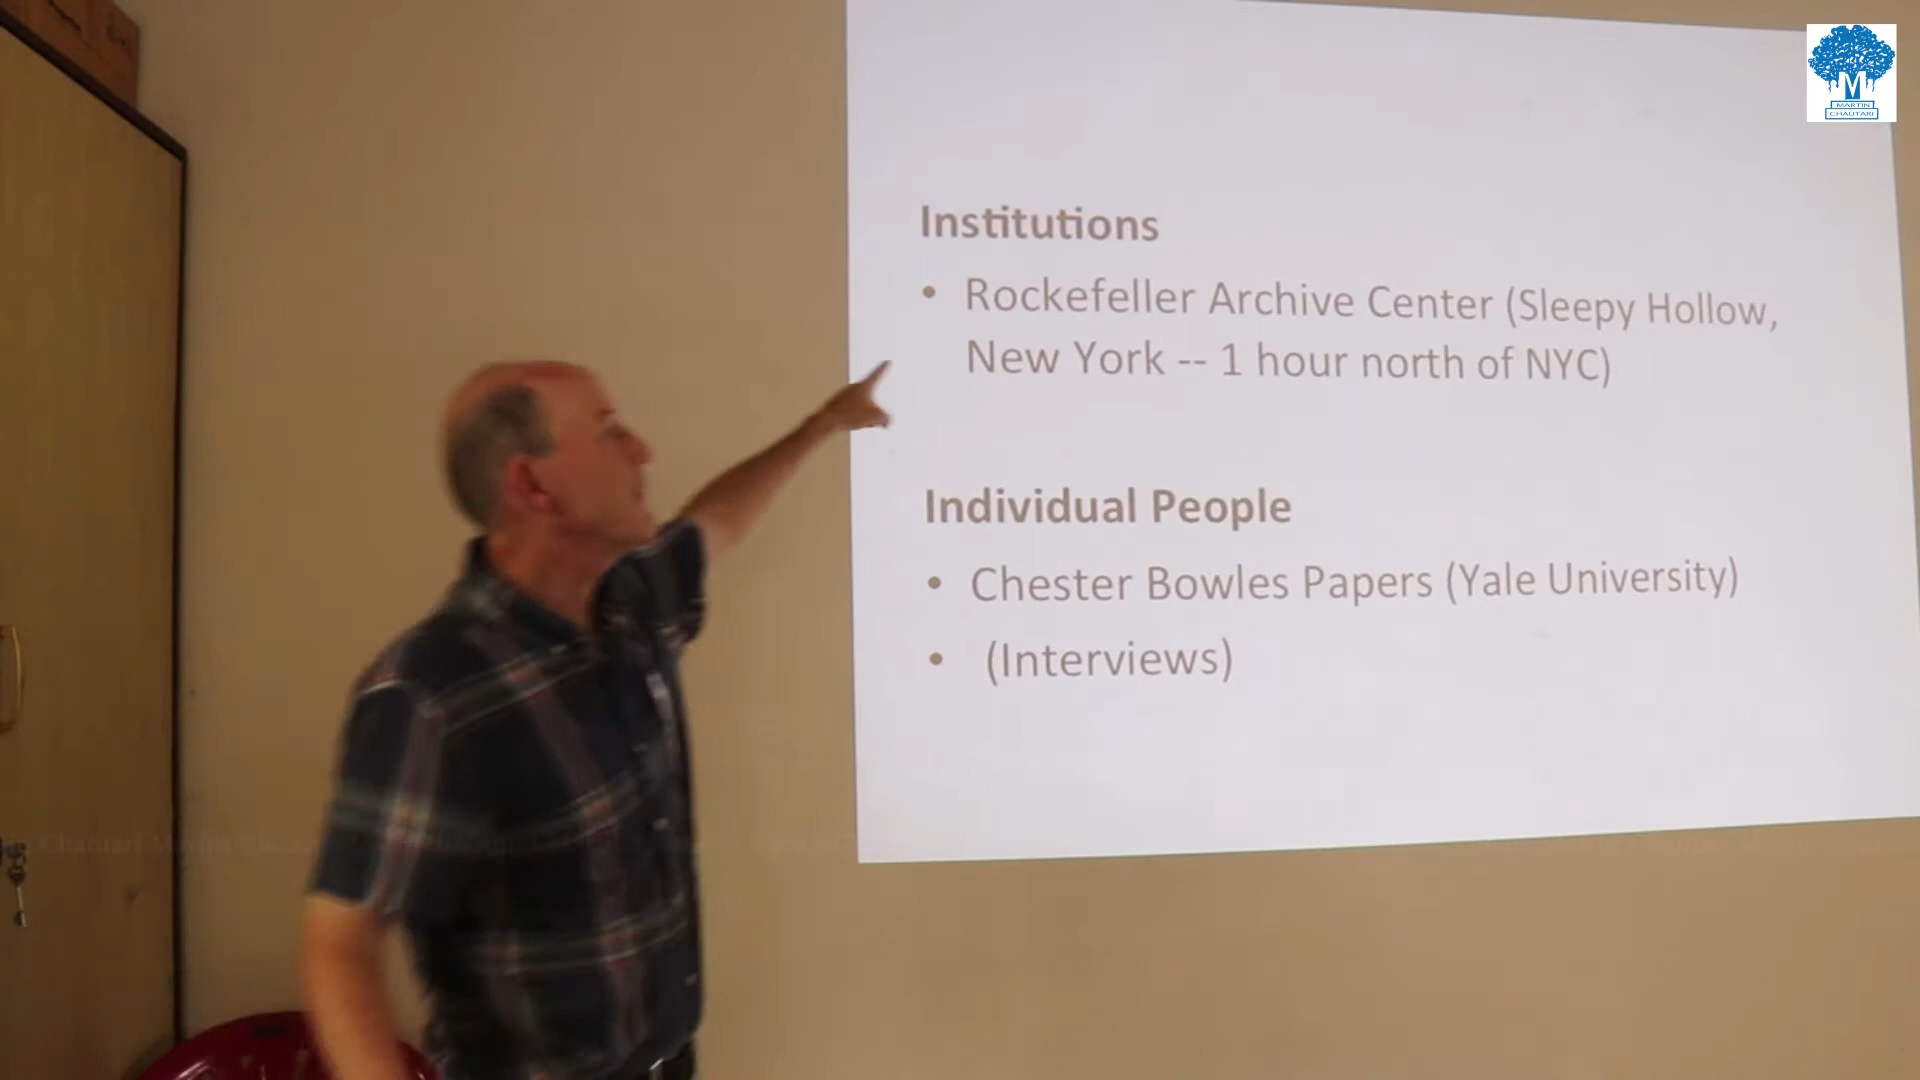 M
MARTIN
CHAUTARI
Institutions
• Rockefeller Archive Center (Sleepy Hollow,
New York -- 1 hour north of NYC)
Individual People
• Chester Bowles Papers (Yale University)
• (Interviews)